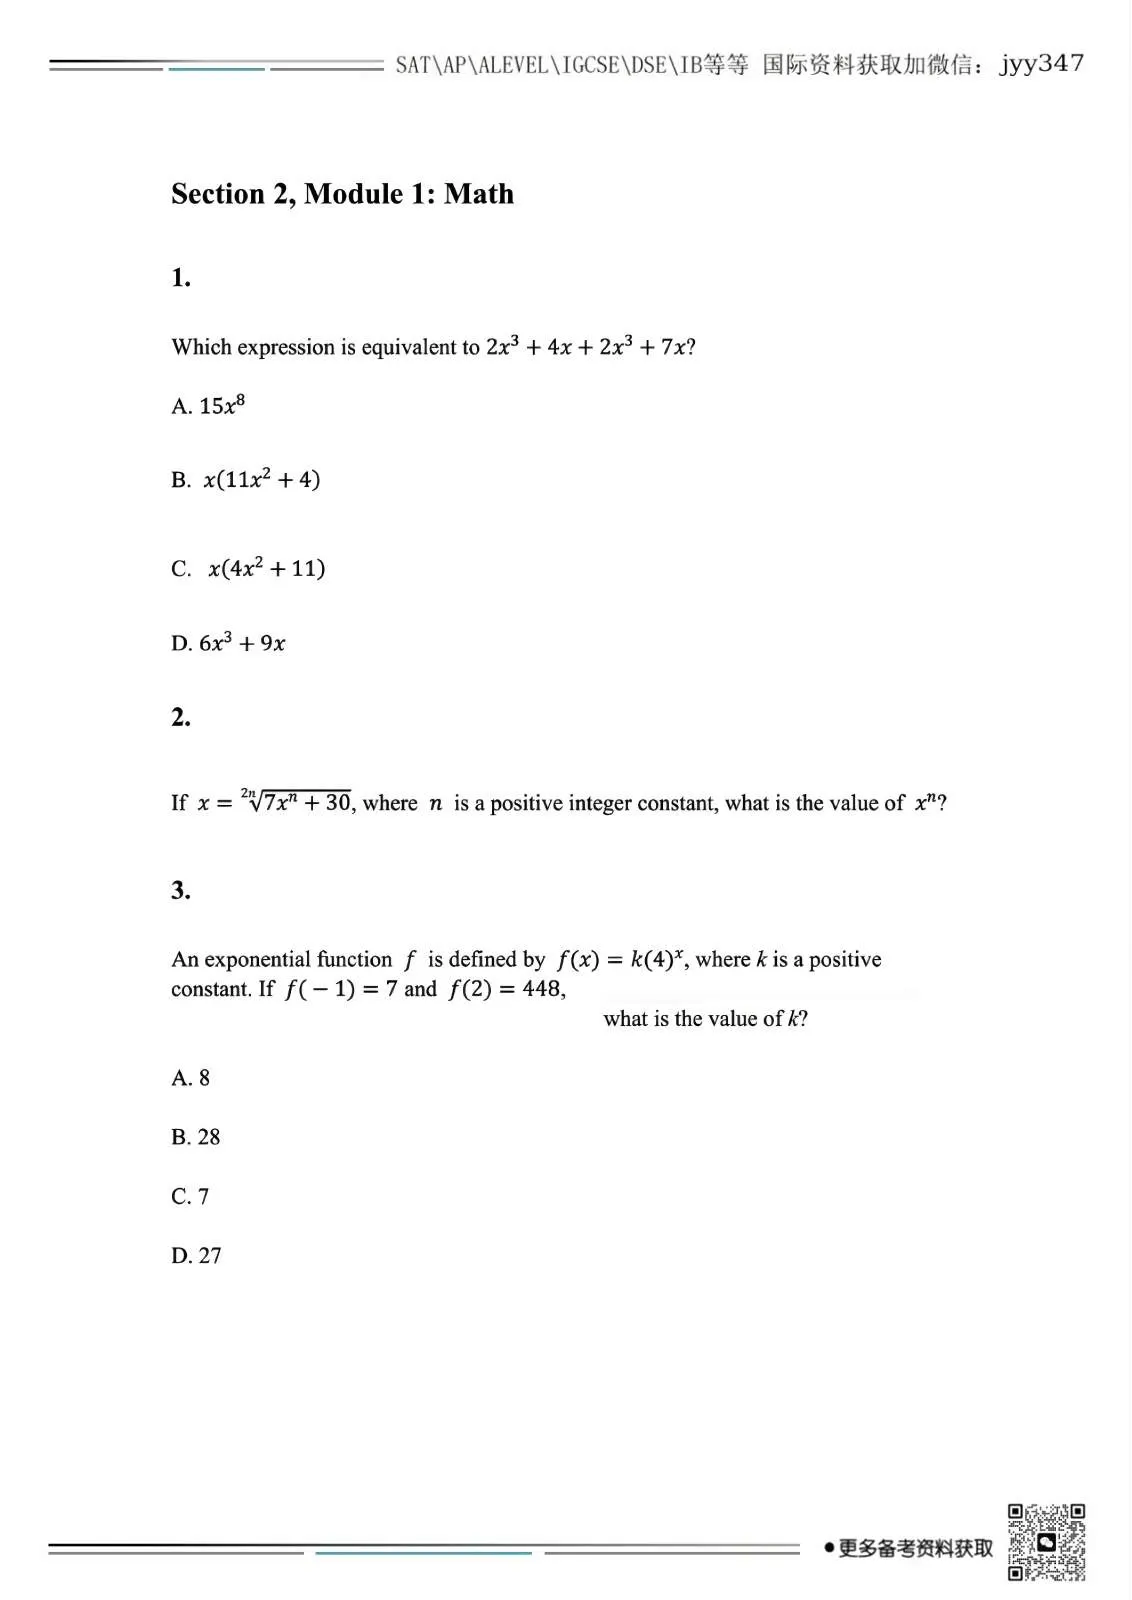 SAT\AP\ALEVEL\IGCSE\DSE\IB等等 国际资料获取加微信：jyy347
Section 2, Module 1: Math
1.
Which expression is equivalent to 2x³ + 4x + 2x³ + 7x?
A. 15x⁸
B. x(11x² + 4)
C. x(4x² + 11)
D. 6x³ + 9x
2.
If x = ²ⁿ√(7xⁿ + 30), where n is a positive integer constant, what is the value of xⁿ?
3.
An exponential function f is defined by f(x) = k(4)ˣ, where k is a positive
constant. If f(− 1) = 7 and f(2) = 448,
what is the value of k?
A. 8
B. 28
C. 7
D. 27
●更多备考资料获取